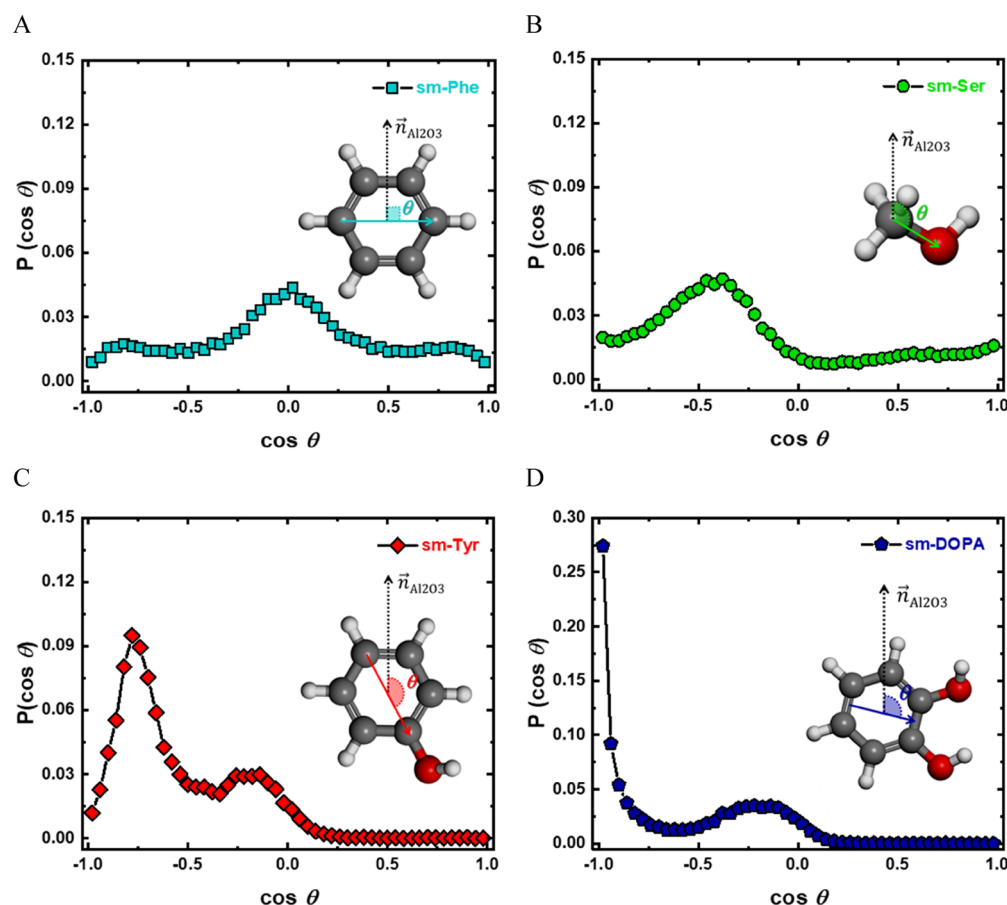 A
0.15
0.12
0.09
0.06
0.03
0.00
P (cos θ)
sm-Phe
n⃗ Al2O3
θ
-1.0 -0.5 0.0 0.5 1.0
cos θ
B
0.15
0.12
0.09
0.06
0.03
0.00
P (cos θ)
sm-Ser
n⃗ Al2O3
θ
-1.0 -0.5 0.0 0.5 1.0
cos θ
C
0.15
0.12
0.09
0.06
0.03
0.00
P(cos θ)
sm-Tyr
n⃗ Al2O3
θ
-1.0 -0.5 0.0 0.5 1.0
cos θ
D
0.30
0.25
0.20
0.15
0.10
0.05
0.00
P (cos θ)
sm-DOPA
n⃗ Al2O3
θ
-1.0 -0.5 0.0 0.5 1.0
cos θ